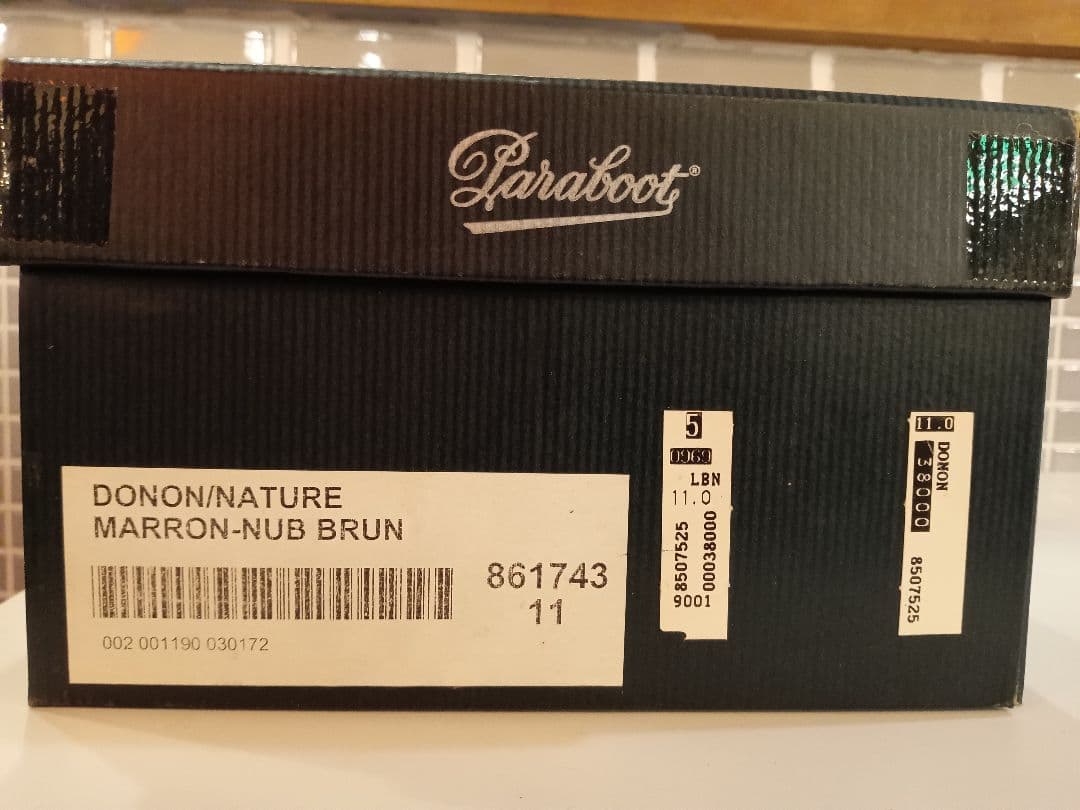 Paraboot®
DONON/NATURE
MARRON-NUB BRUN
861743
11
002 001190 030172
5
0969
LBN
11.0
8507525
00038000
9001
11.0
DONON
38000
8507525